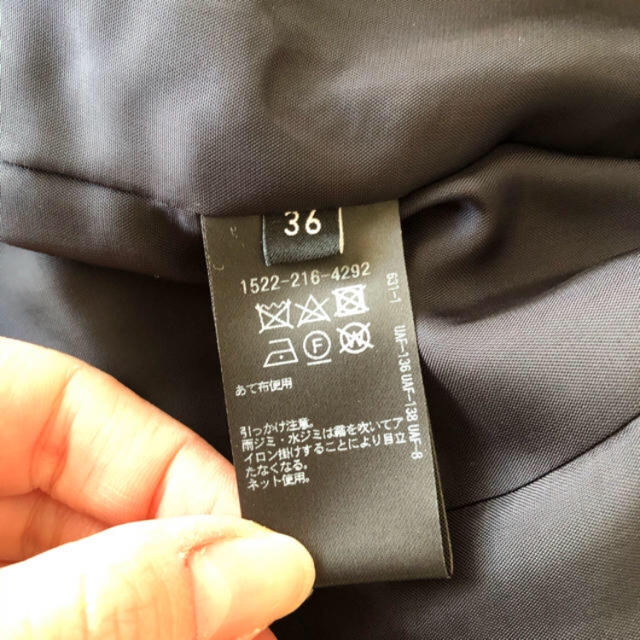 36
1522-216-4292
F
W
あて布使用
引っかけ注意。
雨ジミ・水ジミは霧を吹いてア
イロン掛けすることにより目立
たなくなる。
ネット使用。
631-1 UAF-136 UAF-138 UAF-8